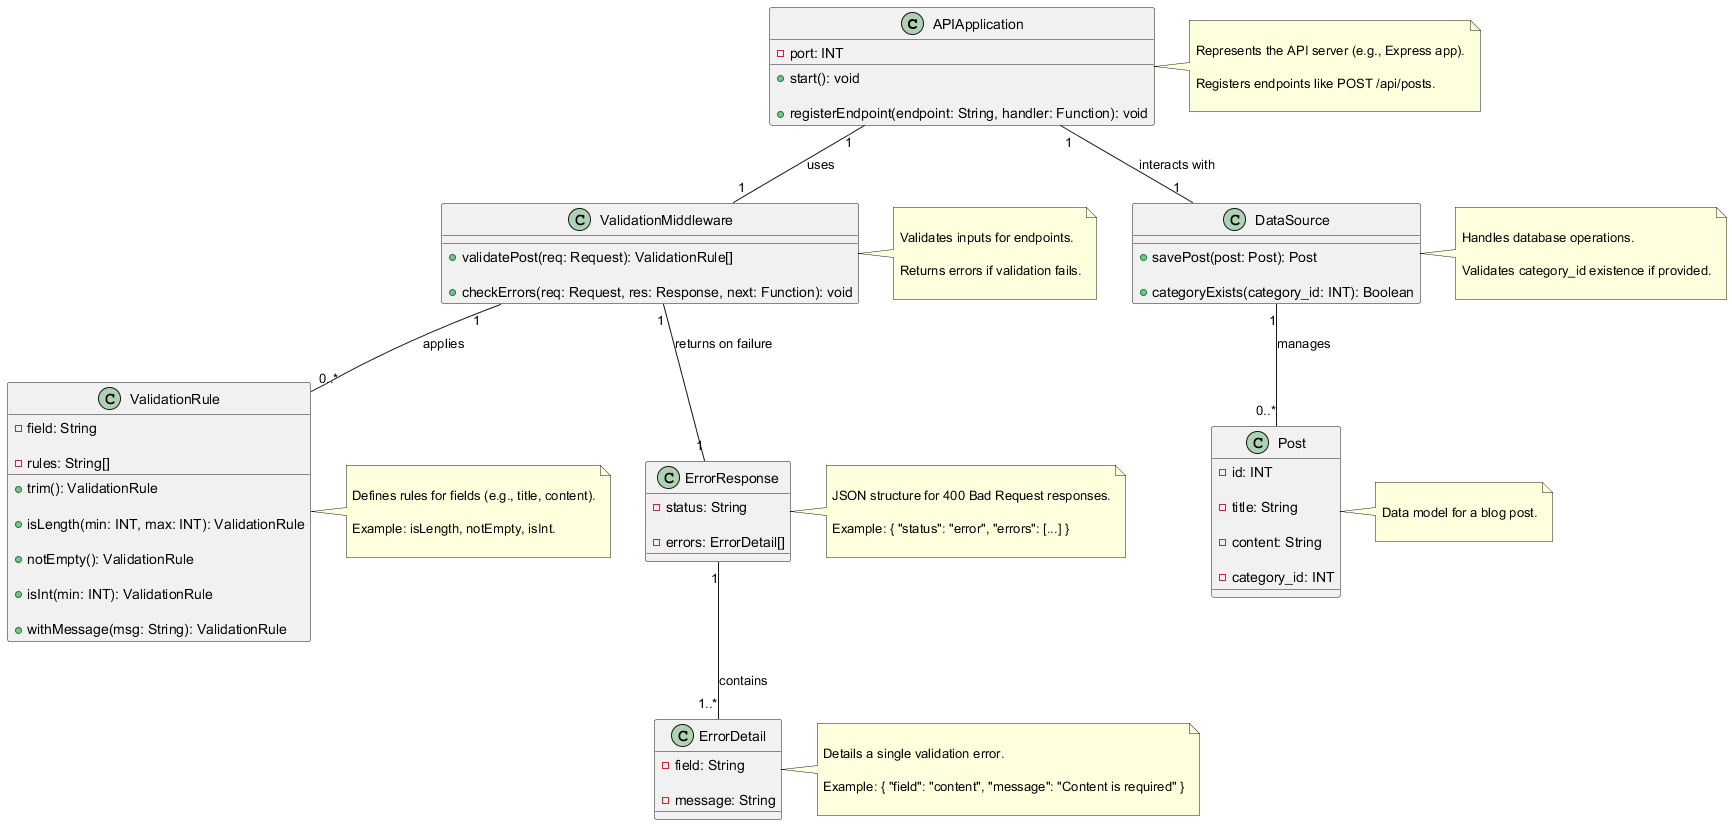 C APIApplication
port: INT
start(): void
registerEndpoint(endpoint: String, handler: Function): void
Represents the API server (e.g., Express app).
Registers endpoints like POST /api/posts.
1
1
uses
interacts with
1
1
C ValidationMiddleware
validatePost(req: Request): ValidationRule[]
checkErrors(req: Request, res: Response, next: Function): void
Validates inputs for endpoints.
Returns errors if validation fails.
C DataSource
savePost(post: Post): Post
categoryExists(category_id: INT): Boolean
Handles database operations.
Validates category_id existence if provided.
1
1
1
applies
returns on failure
manages
0..*
1
0..*
C ValidationRule
field: String
rules: String[]
trim(): ValidationRule
isLength(min: INT, max: INT): ValidationRule
notEmpty(): ValidationRule
isInt(min: INT): ValidationRule
withMessage(msg: String): ValidationRule
Defines rules for fields (e.g., title, content).
Example: isLength, notEmpty, isInt.
C ErrorResponse
status: String
errors: ErrorDetail[]
JSON structure for 400 Bad Request responses.
Example: { "status": "error", "errors": [...] }
C Post
id: INT
title: String
content: String
category_id: INT
Data model for a blog post.
1
contains
1..*
C ErrorDetail
field: String
message: String
Details a single validation error.
Example: { "field": "content", "message": "Content is required" }